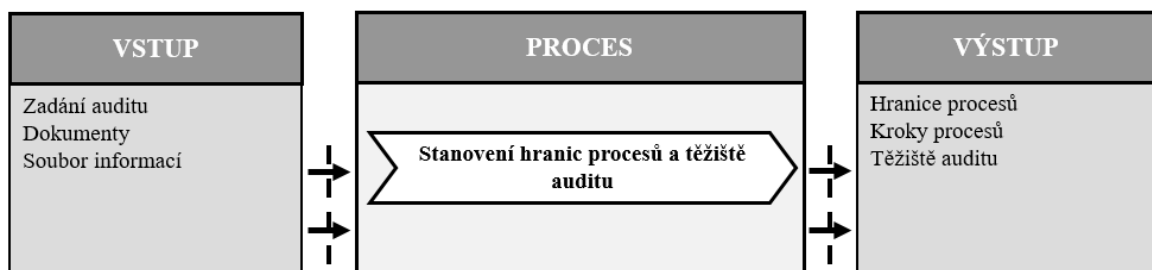 VSTUP
Zadání auditu
Dokumenty
Soubor informací
PROCES
Stanovení hranic procesů a těžiště
auditu
VÝSTUP
Hranice procesů
Kroky procesů
Těžiště auditu